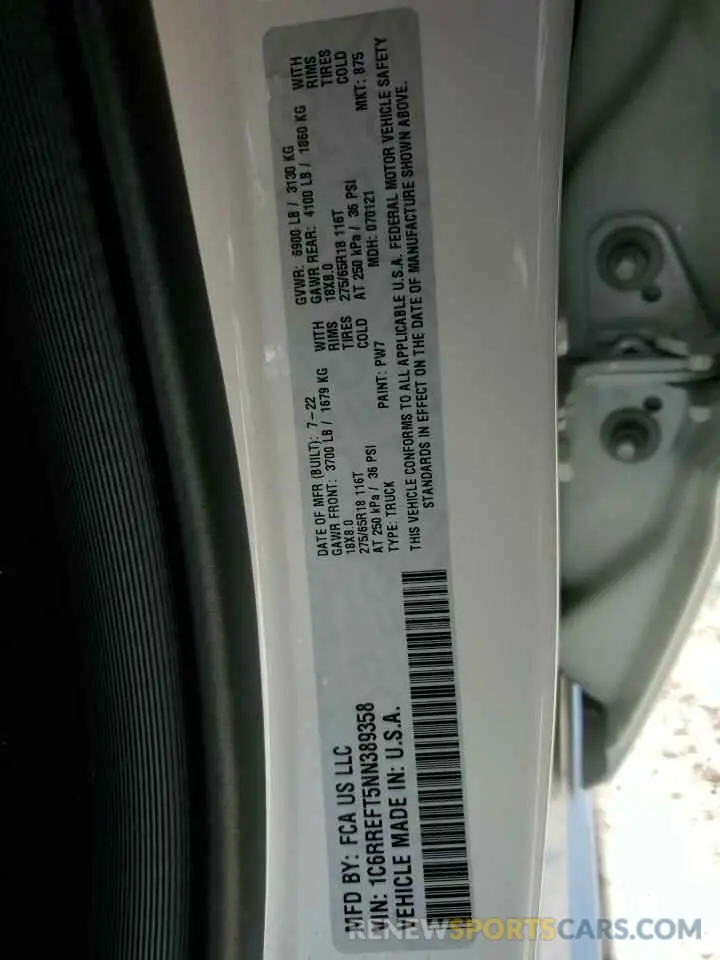 MFD BY: FCA US LLC
VIN: 1C6RREFT5NN389358
VEHICLE MADE IN: U.S.A.
DATE OF MFR (BUILT): 7-22
GAWR FRONT: 3700 LB / 1679 KG WITH
18X8.0 RIMS
275/65R18 116T TIRES
AT 250 kPa / 36 PSI COLD
TYPE: TRUCK PAINT: PW7
GVWR: 6900 LB / 3130 KG
GAWR REAR: 4100 LB / 1860 KG WITH
18X8.0 RIMS
275/65R18 116T TIRES
AT 250 kPa / 36 PSI COLD
MDH: 070121 MKT: 875
THIS VEHICLE CONFORMS TO ALL APPLICABLE U.S.A. FEDERAL MOTOR VEHICLE SAFETY
STANDARDS IN EFFECT ON THE DATE OF MANUFACTURE SHOWN ABOVE.
RENEWSPORTSCARS.COM